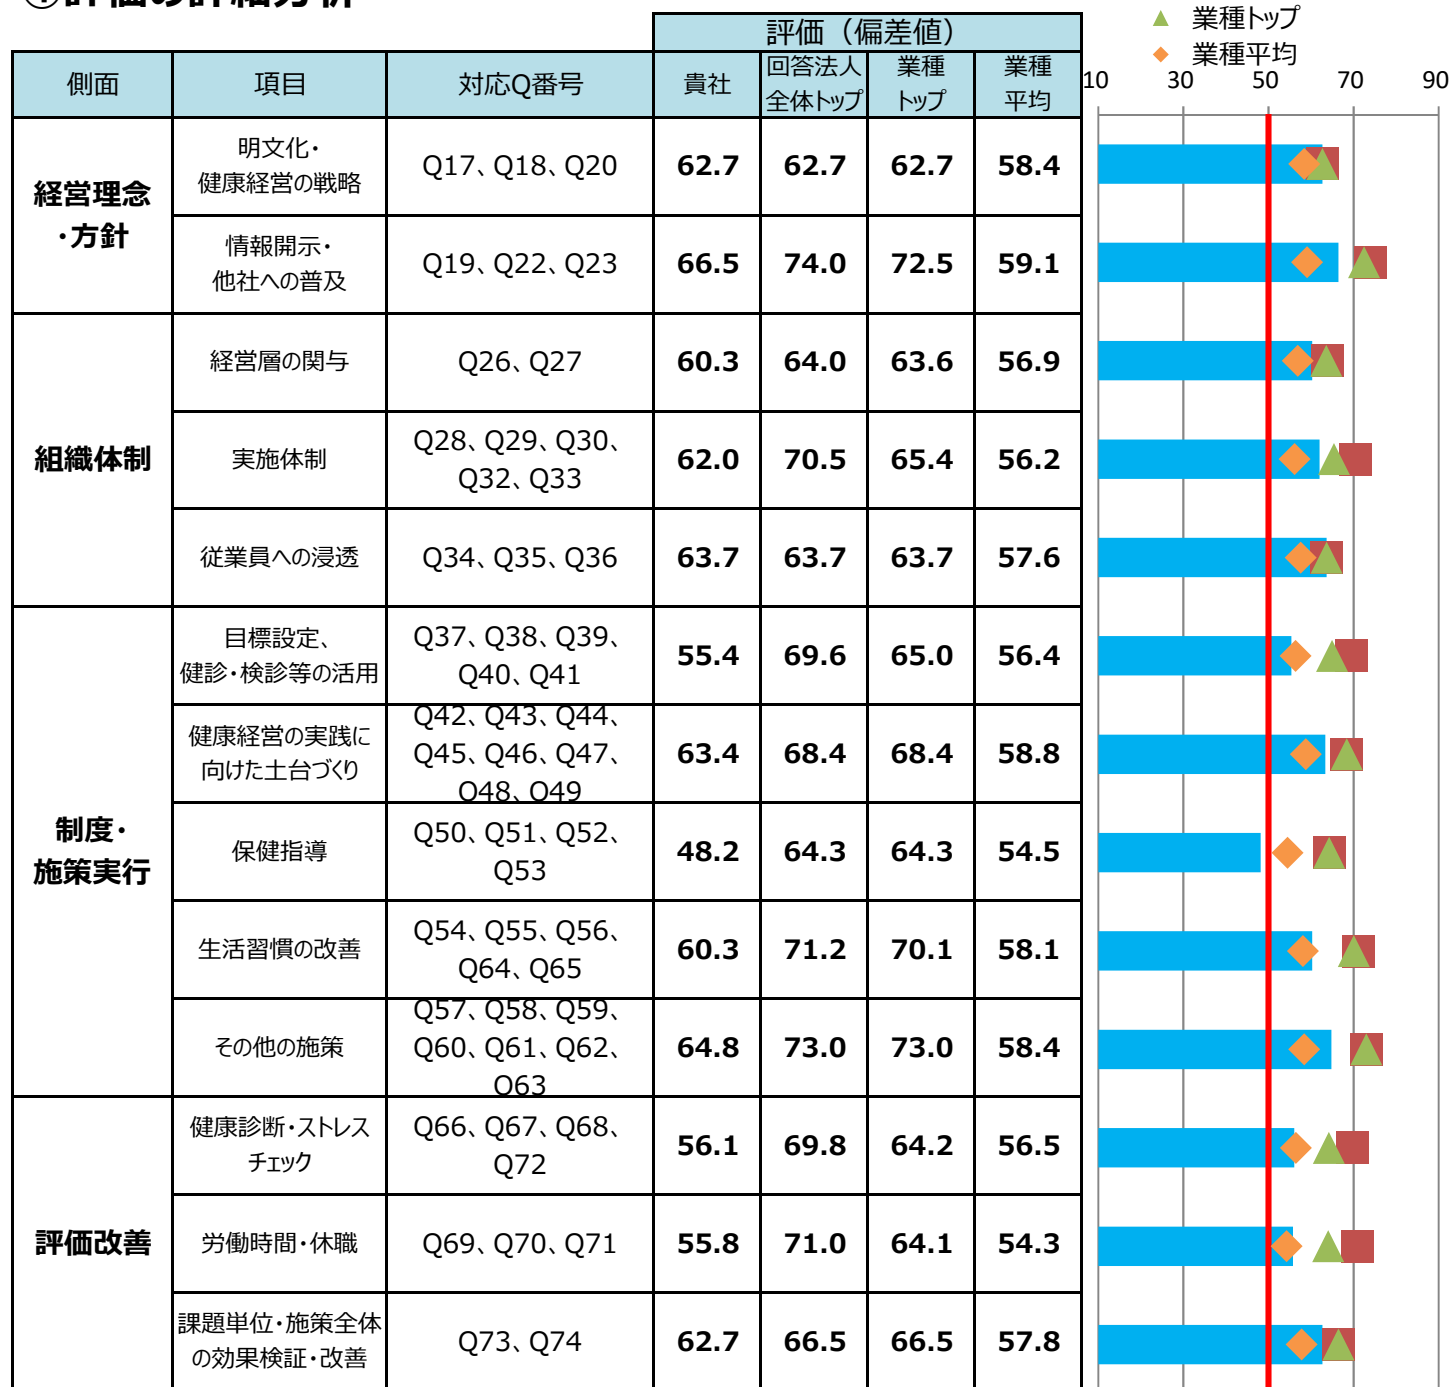 ④評価の詳細分析
▲ 業種トップ
◆ 業種平均
10 30 50 70 90
評価（偏差値）
側面 項目 対応Q番号 貴社 回答法人全体トップ 業種トップ 業種平均
経営理念・方針
明文化・健康経営の戦略 Q17、Q18、Q20 62.7 62.7 62.7 58.4
情報開示・他社への普及 Q19、Q22、Q23 66.5 74.0 72.5 59.1
組織体制
経営層の関与 Q26、Q27 60.3 64.0 63.6 56.9
実施体制 Q28、Q29、Q30、Q32、Q33 62.0 70.5 65.4 56.2
従業員への浸透 Q34、Q35、Q36 63.7 63.7 63.7 57.6
制度・施策実行
目標設定、健診・検診等の活用 Q37、Q38、Q39、Q40、Q41 55.4 69.6 65.0 56.4
健康経営の実践に向けた土台づくり Q42、Q43、Q44、Q45、Q46、Q47、Q48、Q49 63.4 68.4 68.4 58.8
保健指導 Q50、Q51、Q52、Q53 48.2 64.3 64.3 54.5
生活習慣の改善 Q54、Q55、Q56、Q64、Q65 60.3 71.2 70.1 58.1
その他の施策 Q57、Q58、Q59、Q60、Q61、Q62、Q63 64.8 73.0 73.0 58.4
評価改善
健康診断・ストレスチェック Q66、Q67、Q68、Q72 56.1 69.8 64.2 56.5
労働時間・休職 Q69、Q70、Q71 55.8 71.0 64.1 54.3
課題単位・施策全体の効果検証・改善 Q73、Q74 62.7 66.5 66.5 57.8